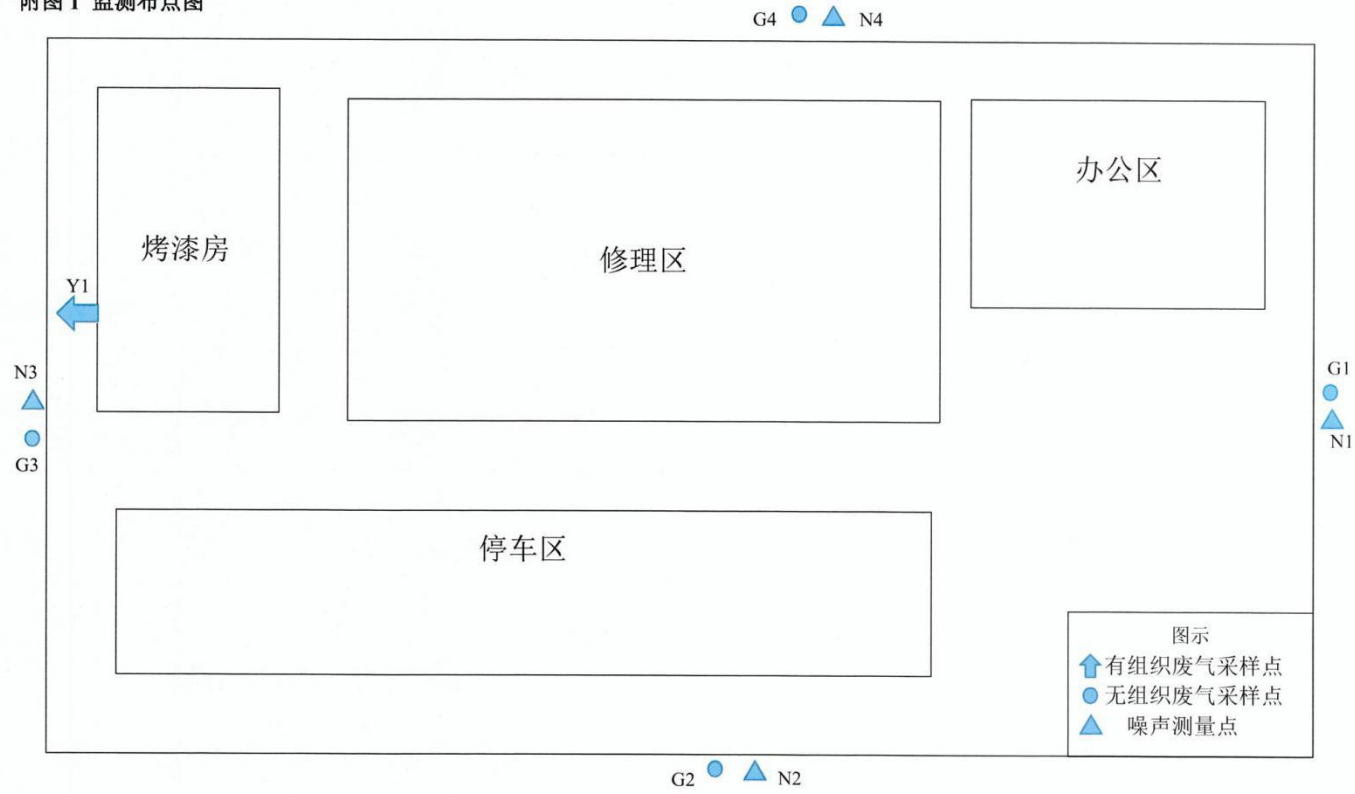 附图1 监测布点图
G4
N4
办公区
烤漆房
修理区
Y1
N3
G3
G1
N1
停车区
图示
有组织废气采样点
无组织废气采样点
噪声测量点
G2
N2